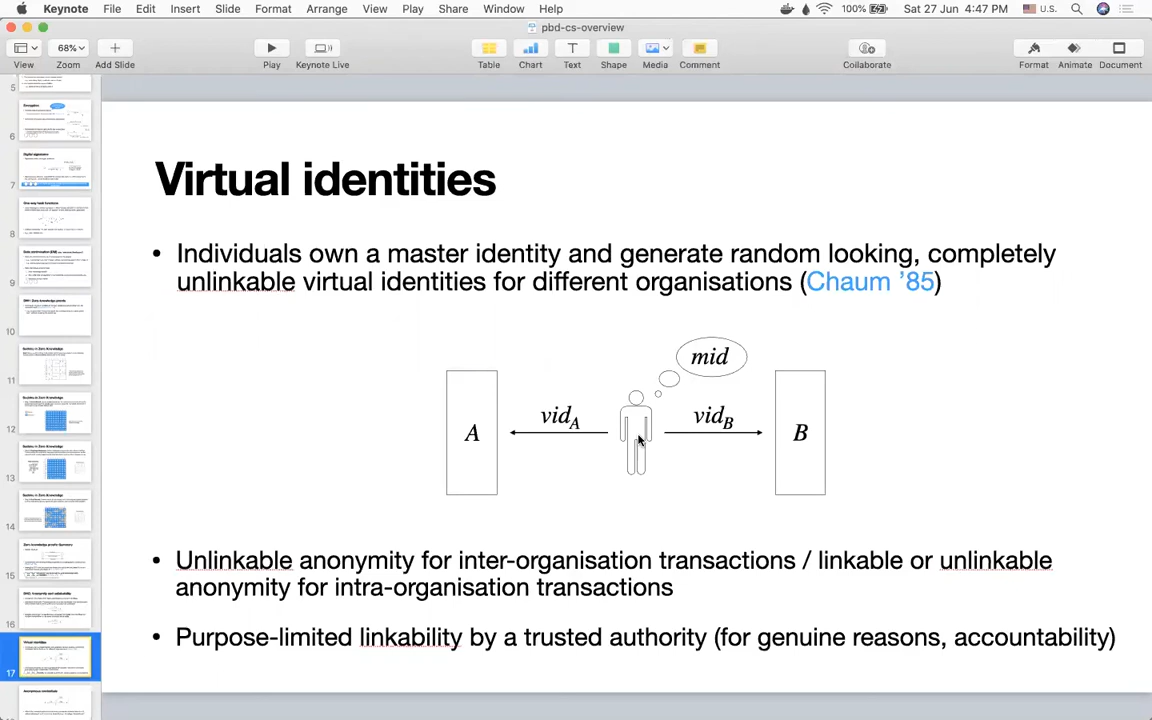 Keynote File Edit Insert Slide Format Arrange View Play Share Window Help 100% Sat 27 Jun 4:47 PM U.S.
pbd-cs-overview
68%
View Zoom Add Slide Play Keynote Live Table Chart Text Shape Media Comment Collaborate Format Animate Document
Virtual identities
• Individuals own a master identity and generate random looking, completely
unlinkable virtual identities for different organisations (Chaum ’85)
mid
A vid_A vid_B B
• Unlinkable anonymity for inter-organisation transactions / linkable or unlinkable
anonymity for intra-organisation transactions
• Purpose-limited linkability by a trusted authority (for genuine reasons, accountability)
5
6
7
8
9
10
11
12
13
14
15
16
17
Virtual identities